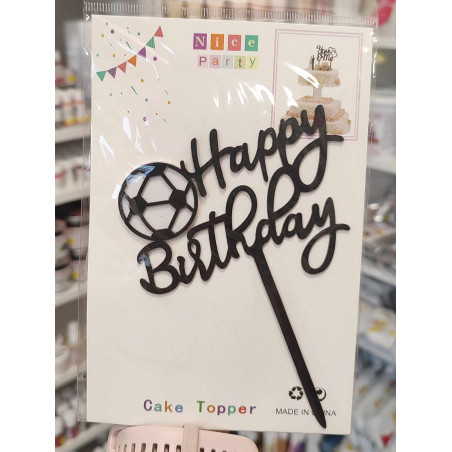 Nice
Party
Happy
Birthday
Cake Topper
MADE IN CHINA